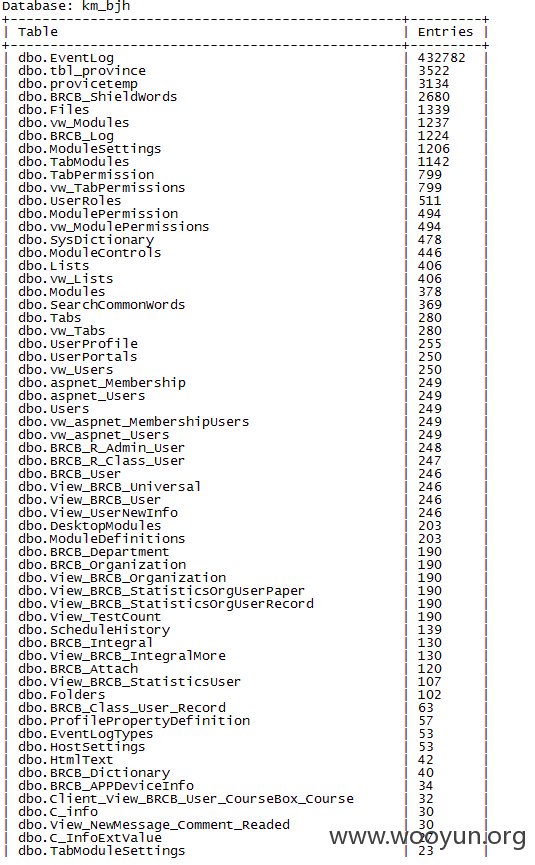 Database: km_bjh
+---------------------------------------------------+---------+
| Table | Entries |
+---------------------------------------------------+---------+
| dbo.EventLog | 432782 |
| dbo.tbl_province | 3522 |
| dbo.provicetemp | 3134 |
| dbo.BRCB_ShieldWords | 2680 |
| dbo.Files | 1339 |
| dbo.vw_Modules | 1237 |
| dbo.BRCB_Log | 1224 |
| dbo.ModuleSettings | 1206 |
| dbo.TabModules | 1142 |
| dbo.TabPermission | 799 |
| dbo.vw_TabPermissions | 799 |
| dbo.UserRoles | 511 |
| dbo.ModulePermission | 494 |
| dbo.vw_ModulePermissions | 494 |
| dbo.SysDictionary | 478 |
| dbo.ModuleControls | 446 |
| dbo.Lists | 406 |
| dbo.vw_Lists | 406 |
| dbo.Modules | 378 |
| dbo.SearchCommonWords | 369 |
| dbo.Tabs | 280 |
| dbo.vw_Tabs | 280 |
| dbo.UserProfile | 255 |
| dbo.UserPortals | 250 |
| dbo.vw_Users | 250 |
| dbo.aspnet_Membership | 249 |
| dbo.aspnet_Users | 249 |
| dbo.Users | 249 |
| dbo.vw_aspnet_MembershipUsers | 249 |
| dbo.vw_aspnet_Users | 249 |
| dbo.BRCB_R_Admin_User | 248 |
| dbo.BRCB_R_Class_User | 247 |
| dbo.BRCB_User | 246 |
| dbo.View_BRCB_Universal | 246 |
| dbo.View_BRCB_User | 246 |
| dbo.View_UserNewInfo | 246 |
| dbo.DesktopModules | 203 |
| dbo.ModuleDefinitions | 203 |
| dbo.BRCB_Department | 190 |
| dbo.BRCB_Organization | 190 |
| dbo.View_BRCB_Organization | 190 |
| dbo.View_BRCB_StatisticsOrgUserPaper | 190 |
| dbo.View_BRCB_StatisticsOrgUserRecord | 190 |
| dbo.View_TestCount | 190 |
| dbo.ScheduleHistory | 139 |
| dbo.BRCB_Integral | 130 |
| dbo.View_BRCB_IntegralMore | 130 |
| dbo.BRCB_Attach | 120 |
| dbo.View_BRCB_StatisticsUser | 107 |
| dbo.Folders | 102 |
| dbo.BRCB_Class_User_Record | 63 |
| dbo.ProfilePropertyDefinition | 57 |
| dbo.EventLogTypes | 53 |
| dbo.HostSettings | 53 |
| dbo.HtmlText | 42 |
| dbo.BRCB_Dictionary | 40 |
| dbo.BRCB_APPDeviceInfo | 34 |
| dbo.Client_View_BRCB_User_CourseBox_Course | 32 |
| dbo.C_info | 30 |
| dbo.View_NewMessage_Comment_Readed | 30 |
| dbo.C_InfoExtValue | 27 |
| dbo.TabModuleSettings | 23 |
www.wooyun.org